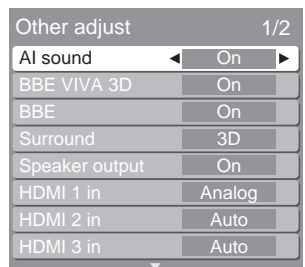 Other adjust 1/2
AI sound On
BBE VIVA 3D On
BBE On
Surround 3D
Speaker output On
HDMI 1 in Analog
HDMI 2 in Auto
HDMI 3 in Auto